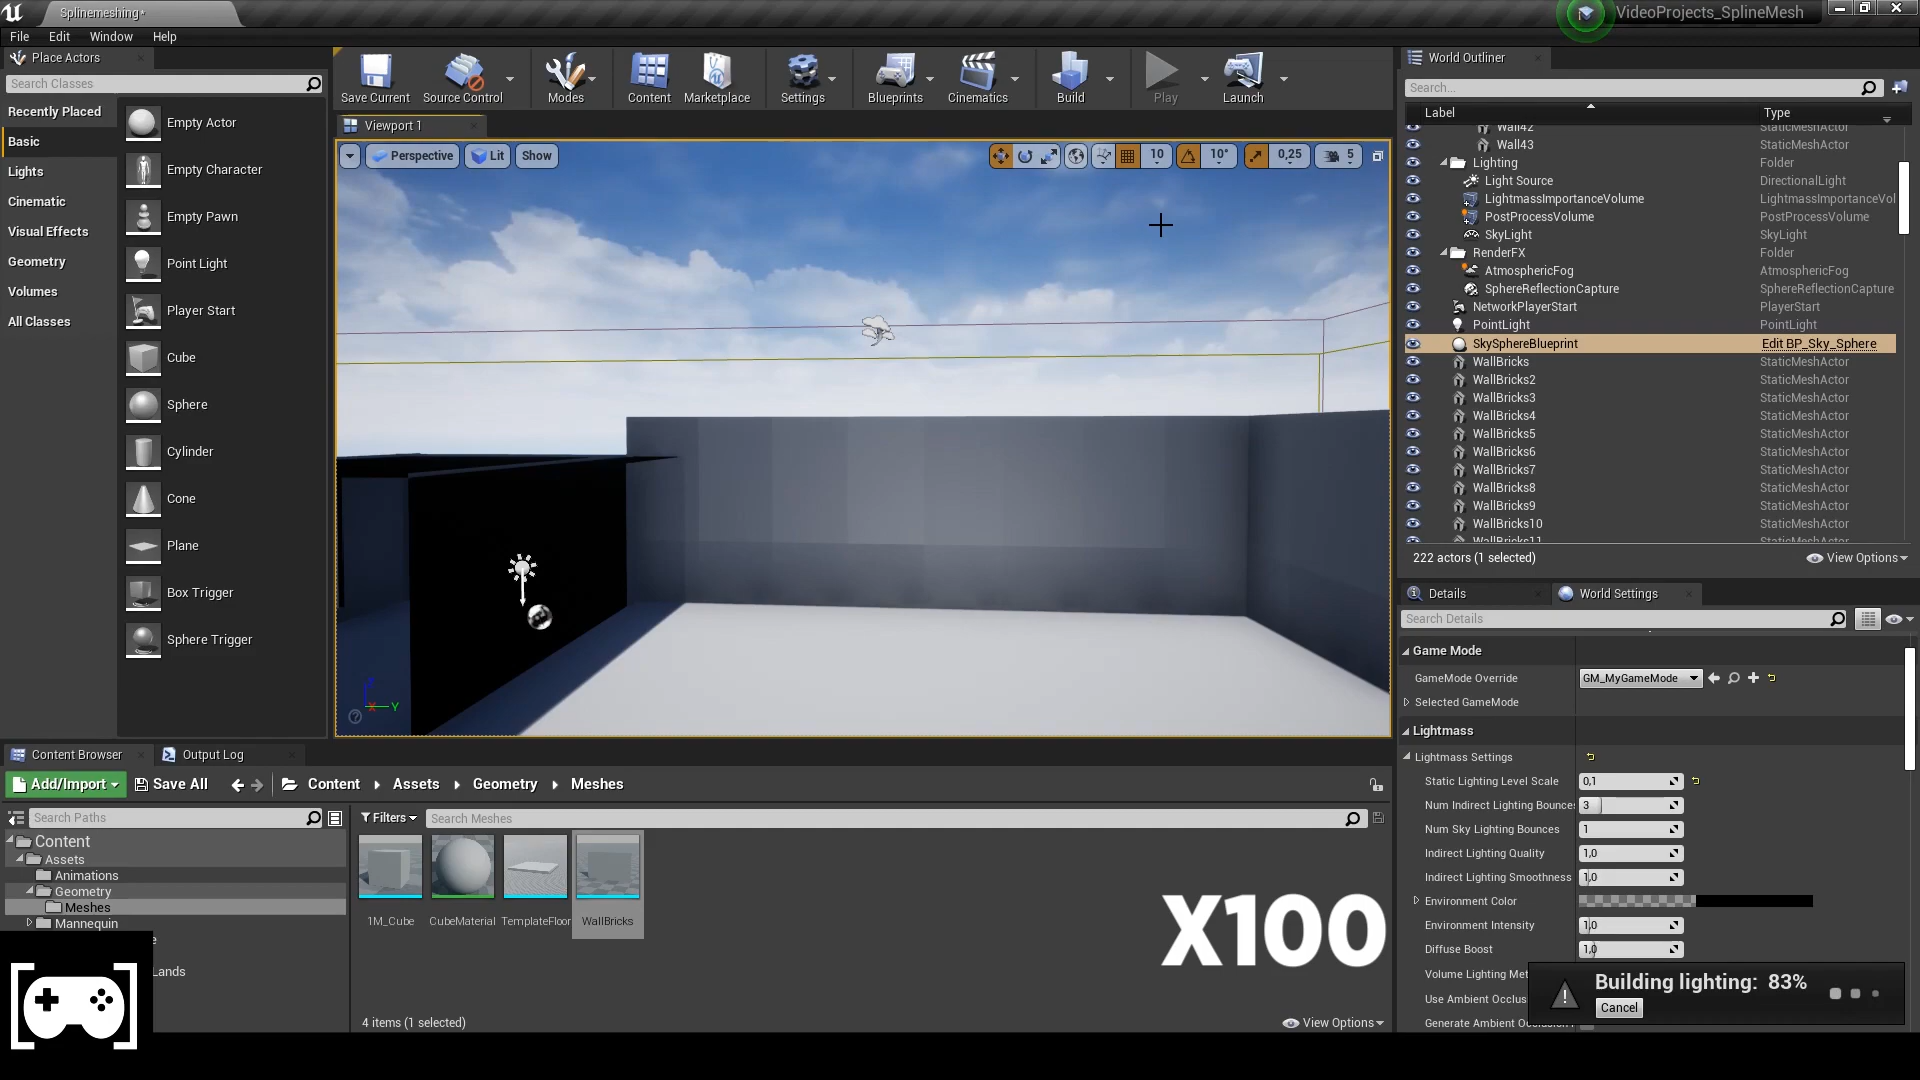 Splinemeshing*
VideoProjects_SplineMesh
File Edit Window Help
Place Actors
Search Classes
Recently Placed
Basic
Lights
Cinematic
Visual Effects
Geometry
Volumes
All Classes
Empty Actor
Empty Character
Empty Pawn
Point Light
Player Start
Cube
Sphere
Cylinder
Cone
Plane
Box Trigger
Sphere Trigger
Save Current
Source Control
Modes
Content
Marketplace
Settings
Blueprints
Cinematics
Build
Play
Launch
Viewport 1
Perspective
Lit
Show
10
10°
0,25
5
X
Y
World Outliner
Search...
Label Type
Wall42 StaticMeshActor
Wall43 StaticMeshActor
Lighting Folder
Light Source DirectionalLight
LightmassImportanceVolume LightmassImportanceVol
PostProcessVolume PostProcessVolume
SkyLight SkyLight
RenderFX Folder
AtmosphericFog AtmosphericFog
SphereReflectionCapture SphereReflectionCapture
NetworkPlayerStart PlayerStart
PointLight PointLight
SkySphereBlueprint Edit BP_Sky_Sphere
WallBricks StaticMeshActor
WallBricks2 StaticMeshActor
WallBricks3 StaticMeshActor
WallBricks4 StaticMeshActor
WallBricks5 StaticMeshActor
WallBricks6 StaticMeshActor
WallBricks7 StaticMeshActor
WallBricks8 StaticMeshActor
WallBricks9 StaticMeshActor
WallBricks10 StaticMeshActor
WallBricks11 StaticMeshActor
222 actors (1 selected)
View Options
Details
World Settings
Search Details
Game Mode
GameMode Override GM_MyGameMode
Selected GameMode
Lightmass
Lightmass Settings
Static Lighting Level Scale 0,1
Num Indirect Lighting Bounces 3
Num Sky Lighting Bounces 1
Indirect Lighting Quality 1,0
Indirect Lighting Smoothness 1,0
Environment Color
Environment Intensity 1,0
Diffuse Boost 1,0
Volume Lighting Met
Use Ambient Occlus
Generate Ambient Occlusion
Building lighting: 83%
Cancel
Content Browser
Output Log
Add/Import
Save All
Content
Assets
Geometry
Meshes
Search Paths
Filters
Search Meshes
Content
Assets
Animations
Geometry
Meshes
Mannequin
e
Lands
1M_Cube
CubeMaterial
TemplateFloor
WallBricks
4 items (1 selected)
View Options
X100